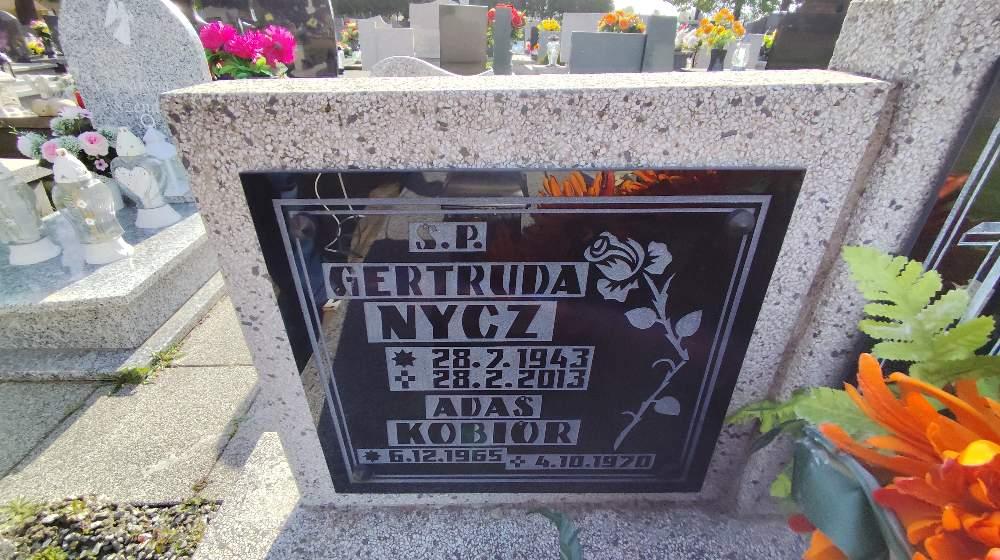 Ś.P.
GERTRUDA
NYCZ
* 28.7.1943
✢ 28.2.2013
ADAŚ
KOBIÓR
* 6.12.1965 ✢ 4.10.1970